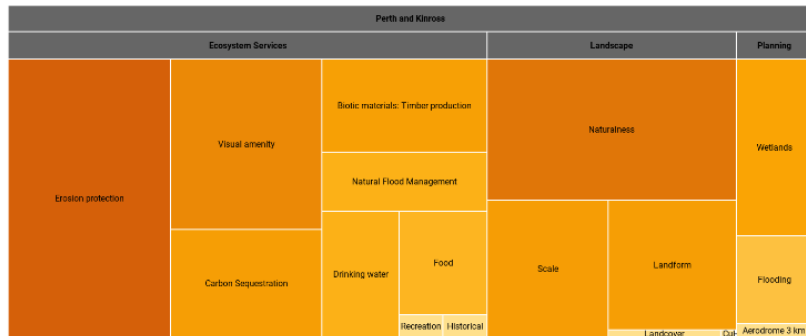 Perth and Kinross
Ecosystem Services
Landscape
Planning
Erosion protection
Visual amenity
Carbon Sequestration
Biotic materials: Timber production
Natural Flood Management
Drinking water
Food
Recreation
Historical
Naturalness
Scale
Landform
Landcover
Wetlands
Flooding
Aerodrome 3 km